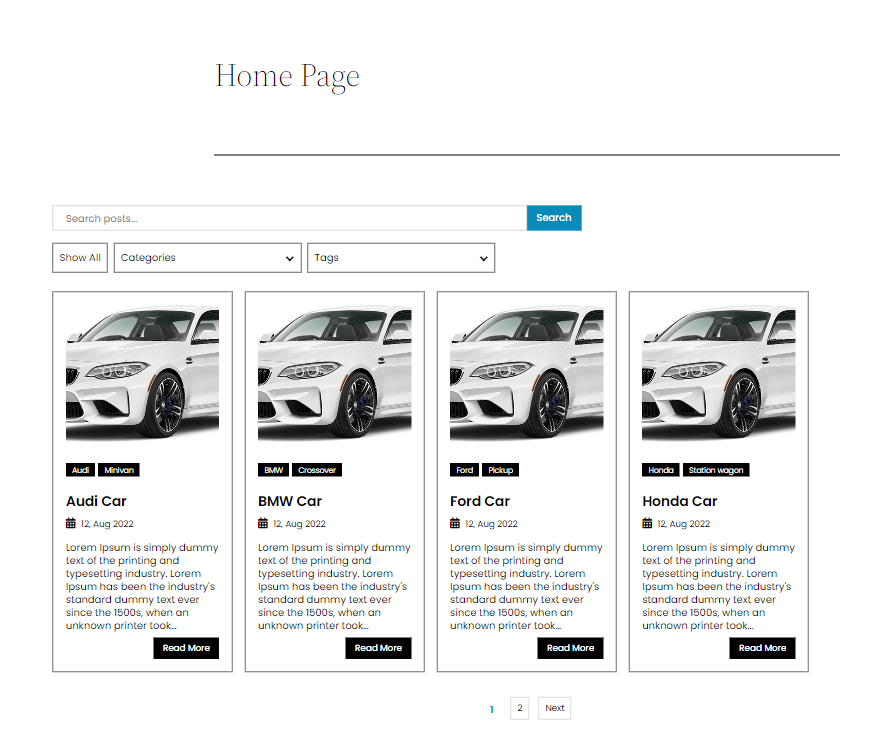 Home Page
Search posts...
Search
Show All
Categories
Tags
Audi
Minivan
Audi Car
12, Aug 2022
Lorem Ipsum is simply dummy
text of the printing and
typesetting industry. Lorem
Ipsum has been the industry's
standard dummy text ever
since the 1500s, when an
unknown printer took...
Read More
BMW
Crossover
BMW Car
12, Aug 2022
Lorem Ipsum is simply dummy
text of the printing and
typesetting industry. Lorem
Ipsum has been the industry's
standard dummy text ever
since the 1500s, when an
unknown printer took...
Read More
Ford
Pickup
Ford Car
12, Aug 2022
Lorem Ipsum is simply dummy
text of the printing and
typesetting industry. Lorem
Ipsum has been the industry's
standard dummy text ever
since the 1500s, when an
unknown printer took...
Read More
Honda
Station wagon
Honda Car
12, Aug 2022
Lorem Ipsum is simply dummy
text of the printing and
typesetting industry. Lorem
Ipsum has been the industry's
standard dummy text ever
since the 1500s, when an
unknown printer took...
Read More
1
2
Next